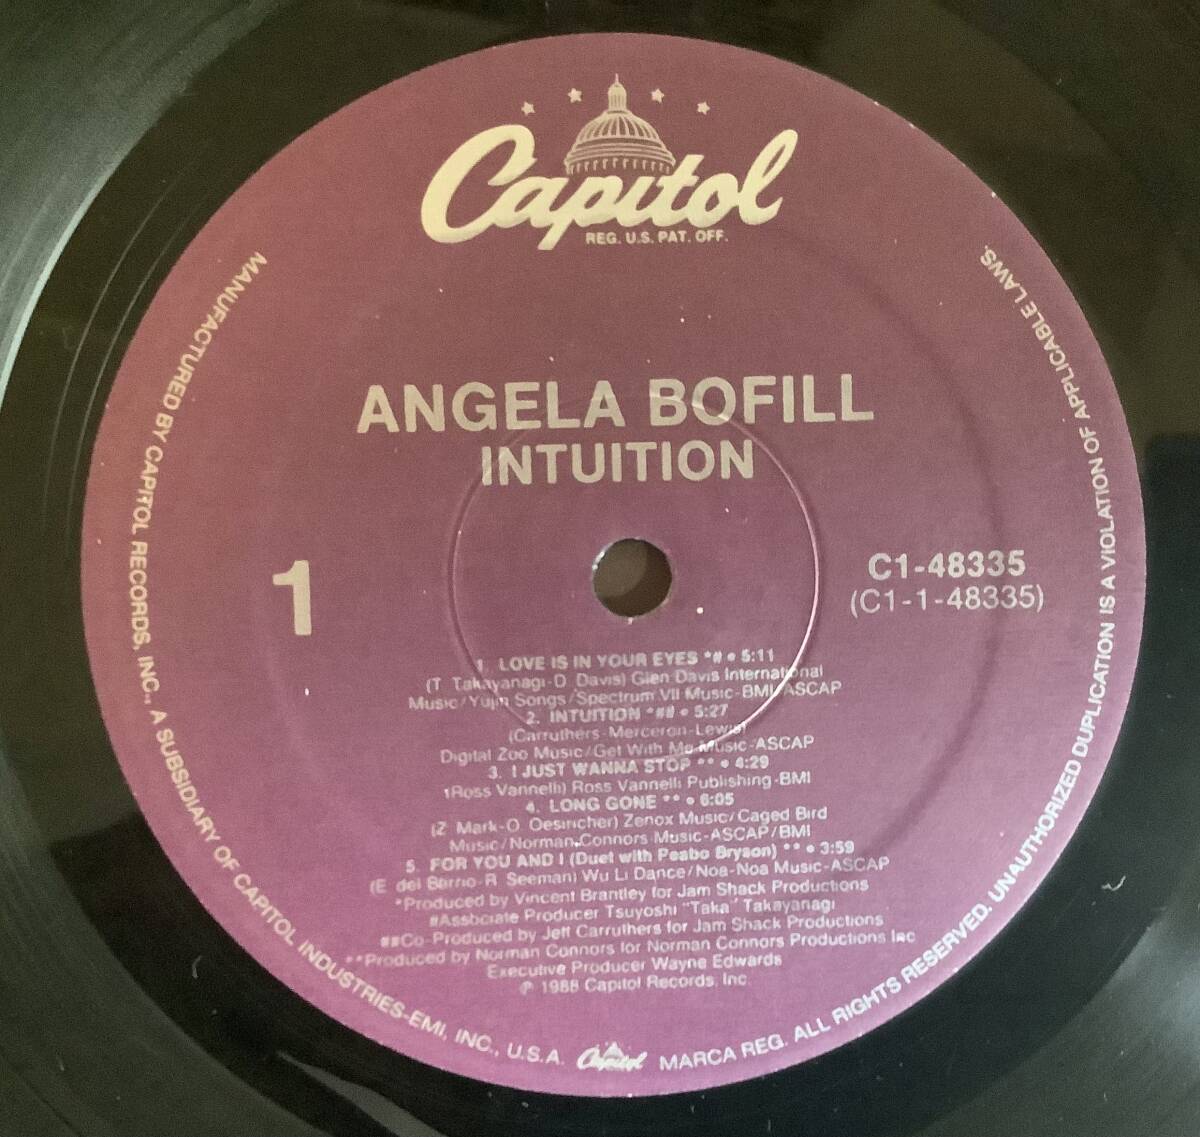 Capitol
REG. U.S. PAT. OFF.
ANGELA BOFILL
INTUITION
1
C1-48335
(C1-1-48335)
1. LOVE IS IN YOUR EYES *# • 5:11
(T. Takayanagi-D. Davis) Glen Davis International
Music/Yujin Songs/Spectrum VII Music-BMI/ASCAP
2. INTUITION *## • 5:27
(Carruthers-Merceron-Lewis)
Digital Zoo Music/Get With Me Music-ASCAP
3. I JUST WANNA STOP ** • 4:29
(Ross Vannelli) Ross Vannelli Publishing-BMI
4. LONG GONE ** • 6:05
(Z. Mark-O. Oesiricher) Zenox Music/Caged Bird
Music/Norman Connors Music-ASCAP/BMI
5. FOR YOU AND I (Duet with Peabo Bryson) ** • 3:59
(E. del Barrio-R. Seeman) Wu Li Dance/Noa-Noa Music-ASCAP
*Produced by Vincent Brantley for Jam Shack Productions
#Associate Producer Tsuyoshi "Taka" Takayanagi
##Co-Produced by Jeff Carruthers for Jam Shack Productions
**Produced by Norman Connors for Norman Connors Productions Inc
Executive Producer Wayne Edwards
℗ 1988 Capitol Records, Inc.
MANUFACTURED BY CAPITOL RECORDS, INC., A SUBSIDIARY OF CAPITOL INDUSTRIES-EMI, INC., U.S.A. Capitol MARCA REG. ALL RIGHTS RESERVED. UNAUTHORIZED DUPLICATION IS A VIOLATION OF APPLICABLE LAWS.